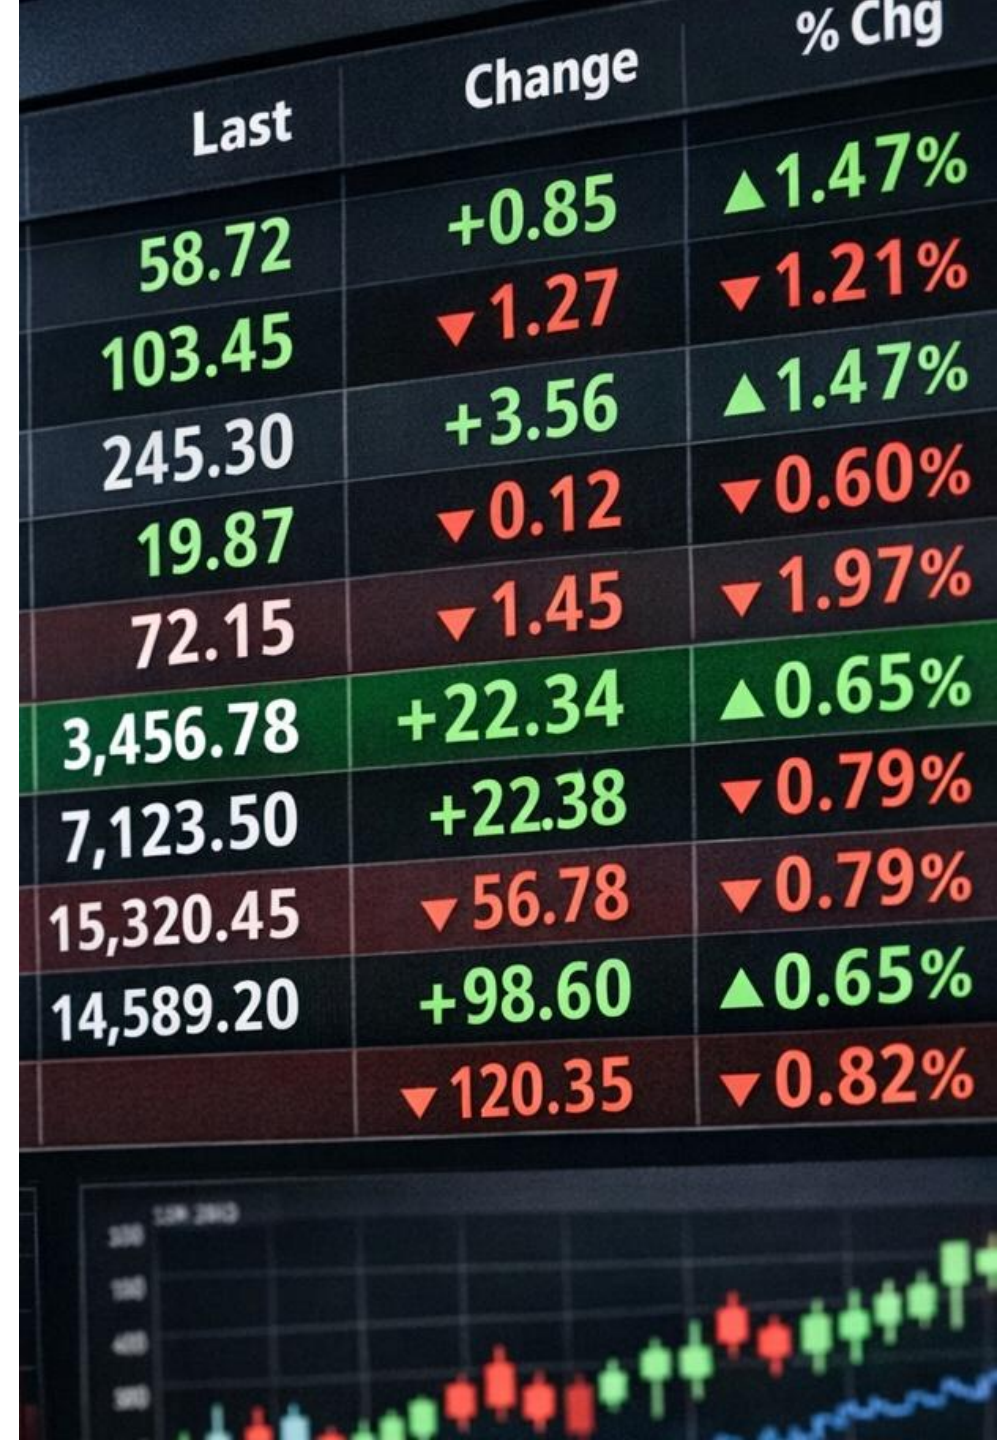 Last Change % Chg
58.72 +0.85 ▲1.47%
103.45 ▼1.27 ▼1.21%
245.30 +3.56 ▲1.47%
19.87 ▼0.12 ▼0.60%
72.15 ▼1.45 ▼1.97%
3,456.78 +22.34 ▲0.65%
7,123.50 +22.38 ▼0.79%
15,320.45 ▼56.78 ▼0.79%
14,589.20 +98.60 ▲0.65%
▼120.35 ▼0.82%